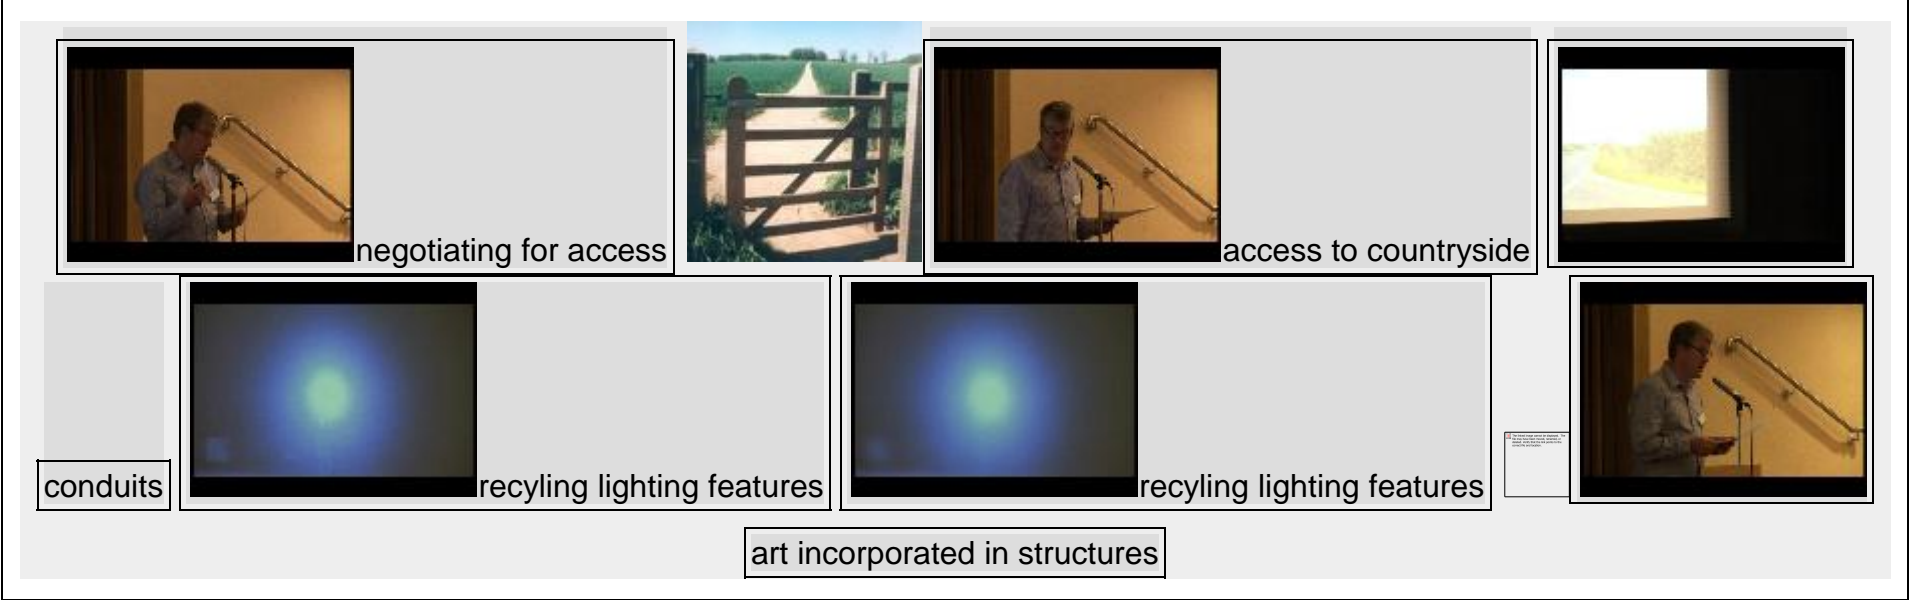 negotiating for access
access to countryside
conduits
recyling lighting features
recyling lighting features
art incorporated in structures